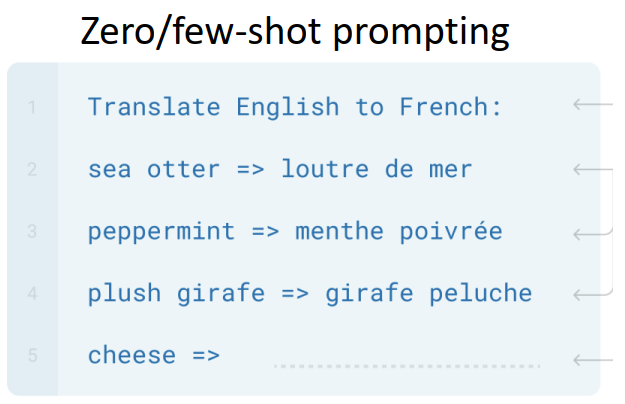 Zero/few-shot prompting
1 Translate English to French:
2 sea otter => loutre de mer
3 peppermint => menthe poivrée
4 plush girafe => girafe peluche
5 cheese =>